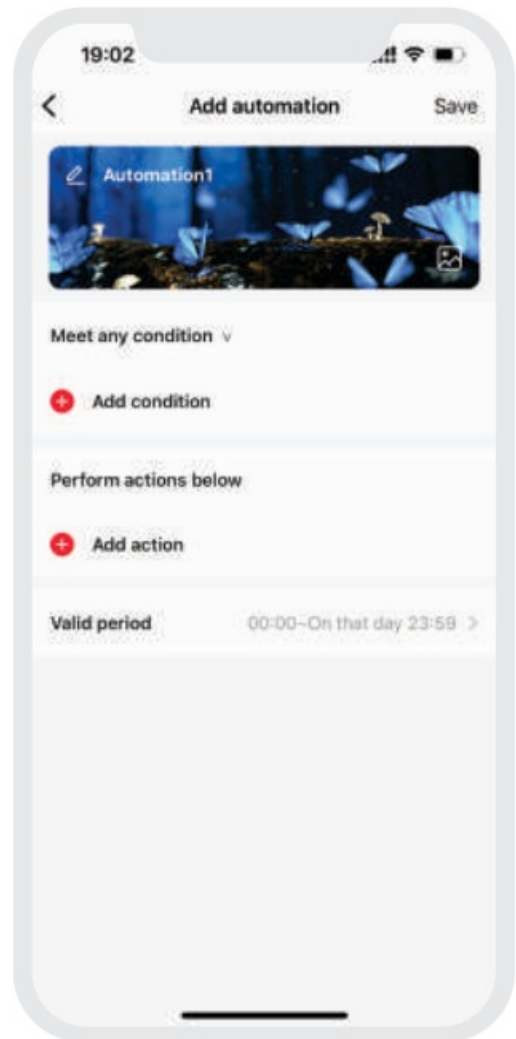 19:02
Add automation Save
Automation1
Meet any condition
Add condition
Perform actions below
Add action
Valid period 00:00~On that day 23:59